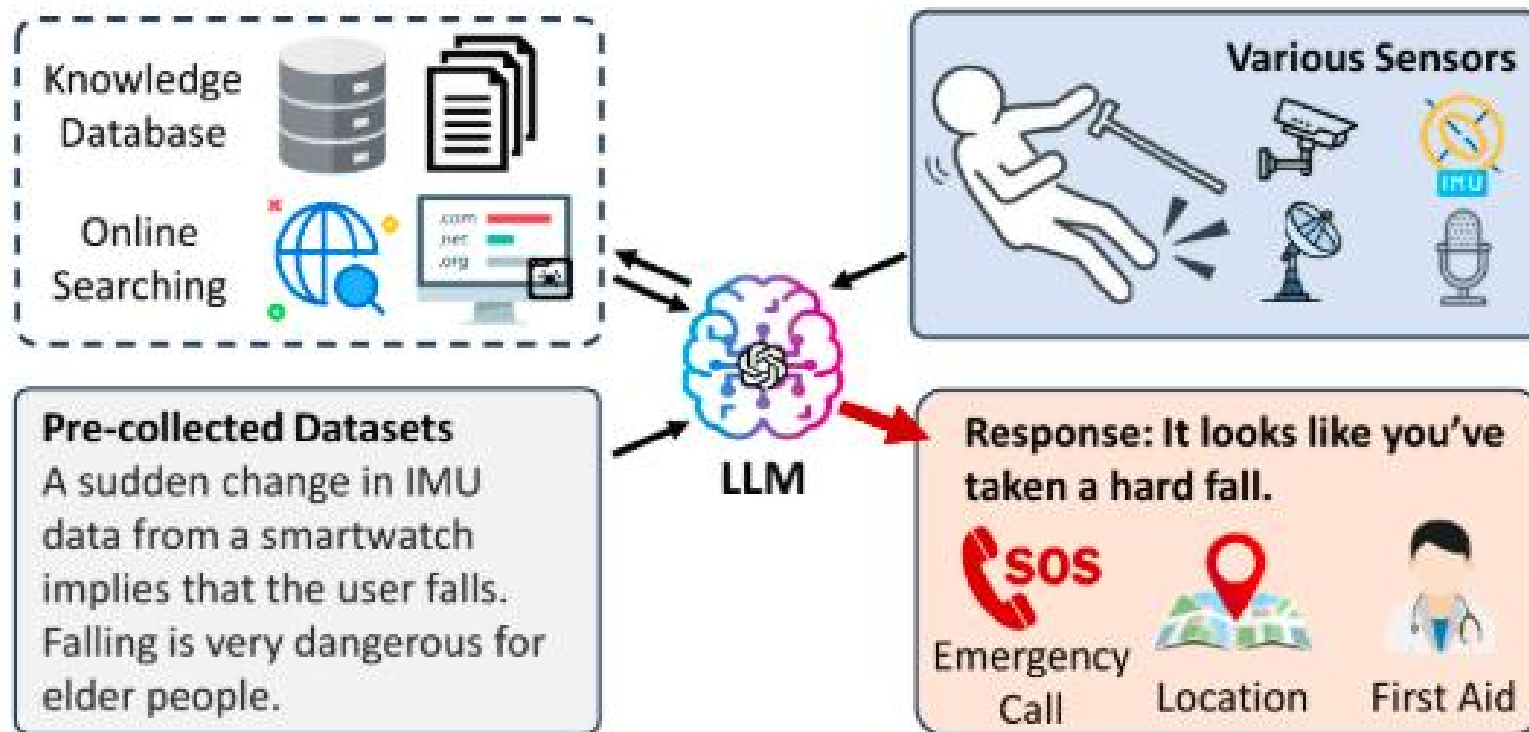 Knowledge
Database
Online
Searching
.com
.net
.org
Various Sensors
IMU
Pre-collected Datasets
A sudden change in IMU
data from a smartwatch
implies that the user falls.
Falling is very dangerous for
elder people.
LLM
Response: It looks like you've
taken a hard fall.
SOS
Emergency
Call
Location
First Aid